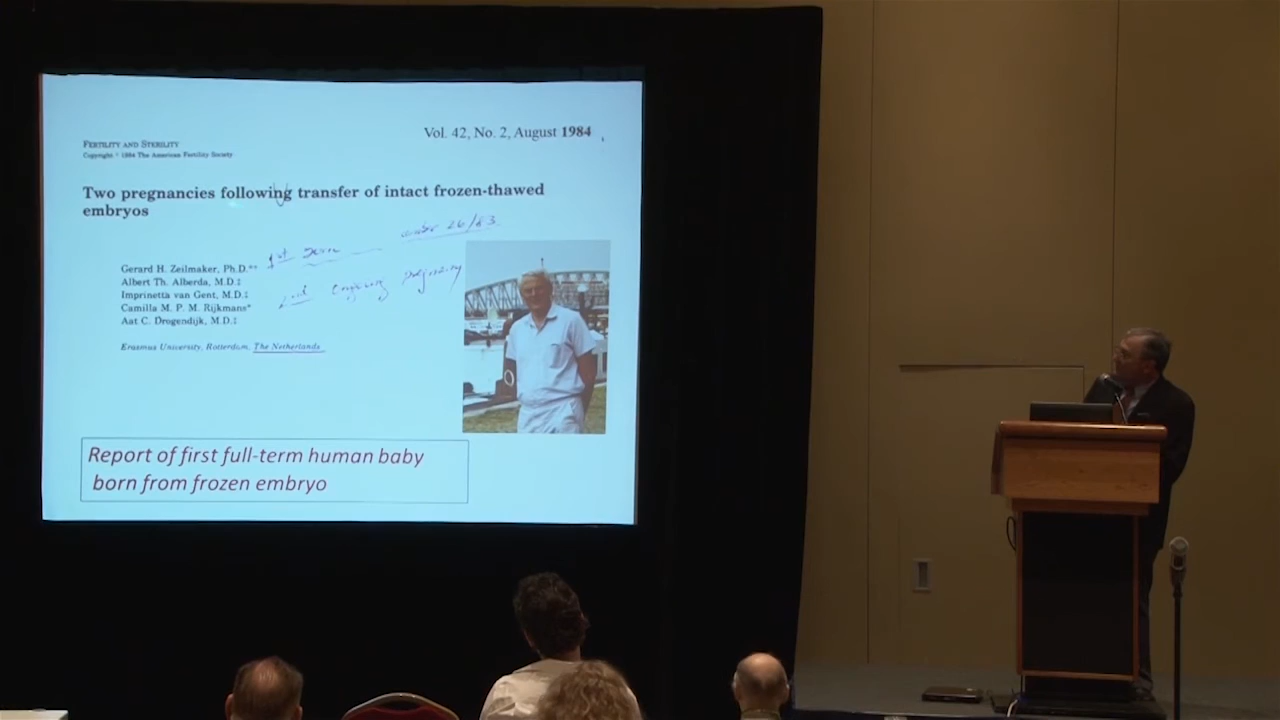 Vol. 42, No. 2, August 1984
FERTILITY AND STERILITY
Copyright © 1984 The American Fertility Society
Two pregnancies following transfer of intact frozen-thawed
embryos
1st Born 26/83
2nd ongoing pregnancy
Gerard H. Zeilmaker, Ph.D.**
Albert Th. Alberda, M.D.‡
Imprinetta van Gent, M.D.‡
Camilla M. P. M. Rijkmans*
Aat C. Drogendijk, M.D.‡
Erasmus University, Rotterdam, The Netherlands
Report of first full-term human baby
born from frozen embryo